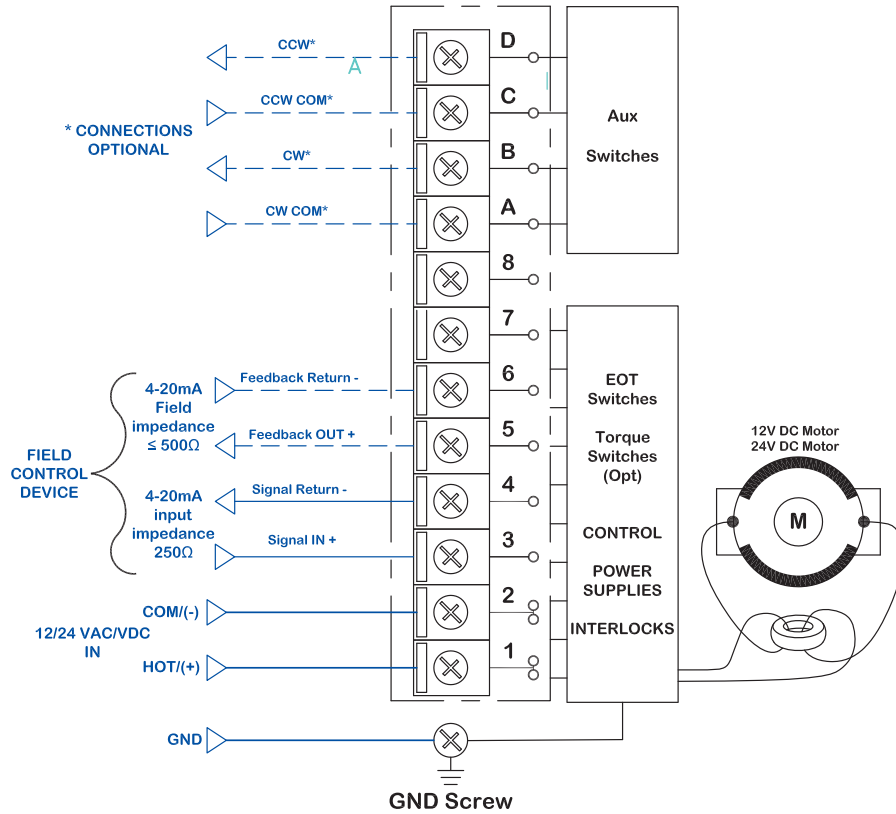 CCW*
A
D
CCW COM*
C
* CONNECTIONS
OPTIONAL
CW*
B
CW COM*
A
Aux
Switches
8
7
Feedback Return -
6
4-20mA
Field
impedance
≤ 500Ω
Feedback OUT +
5
FIELD
CONTROL
DEVICE
Signal Return -
4
4-20mA
input
impedance
250Ω
Signal IN +
3
COM/(-)
2
12/24 VAC/VDC
IN
HOT/(+)
1
EOT
Switches
Torque
Switches
(Opt)
CONTROL
POWER
SUPPLIES
INTERLOCKS
12V DC Motor
24V DC Motor
M
GND
GND Screw